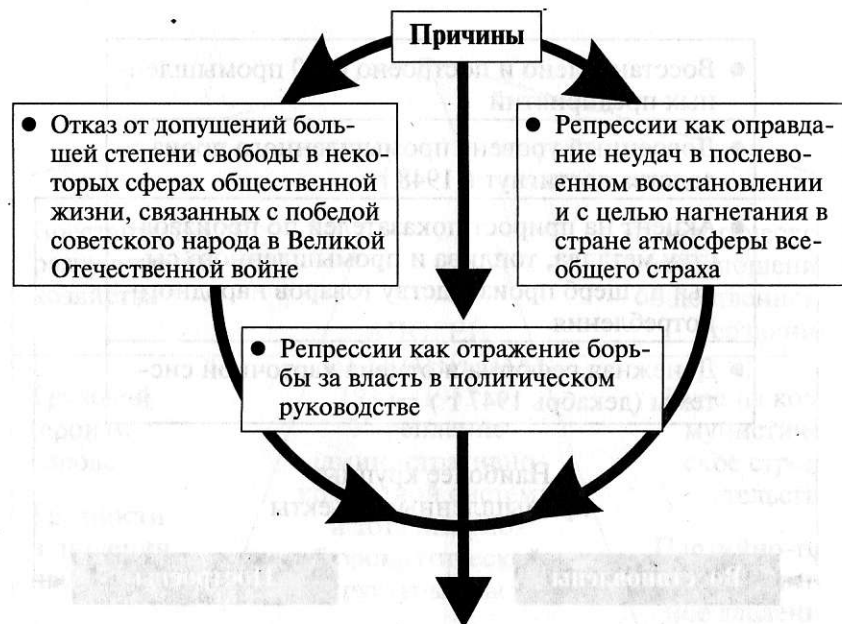 Причины
● Отказ от допущений боль-
шей степени свободы в неко-
торых сферах общественной
жизни, связанных с победой
советского народа в Великой
Отечественной войне
● Репрессии как оправда-
ние неудач в послево-
енном восстановлении
и с целью нагнетания в
стране атмосферы все-
общего страха
● Репрессии как отражение борь-
бы за власть в политическом
руководстве